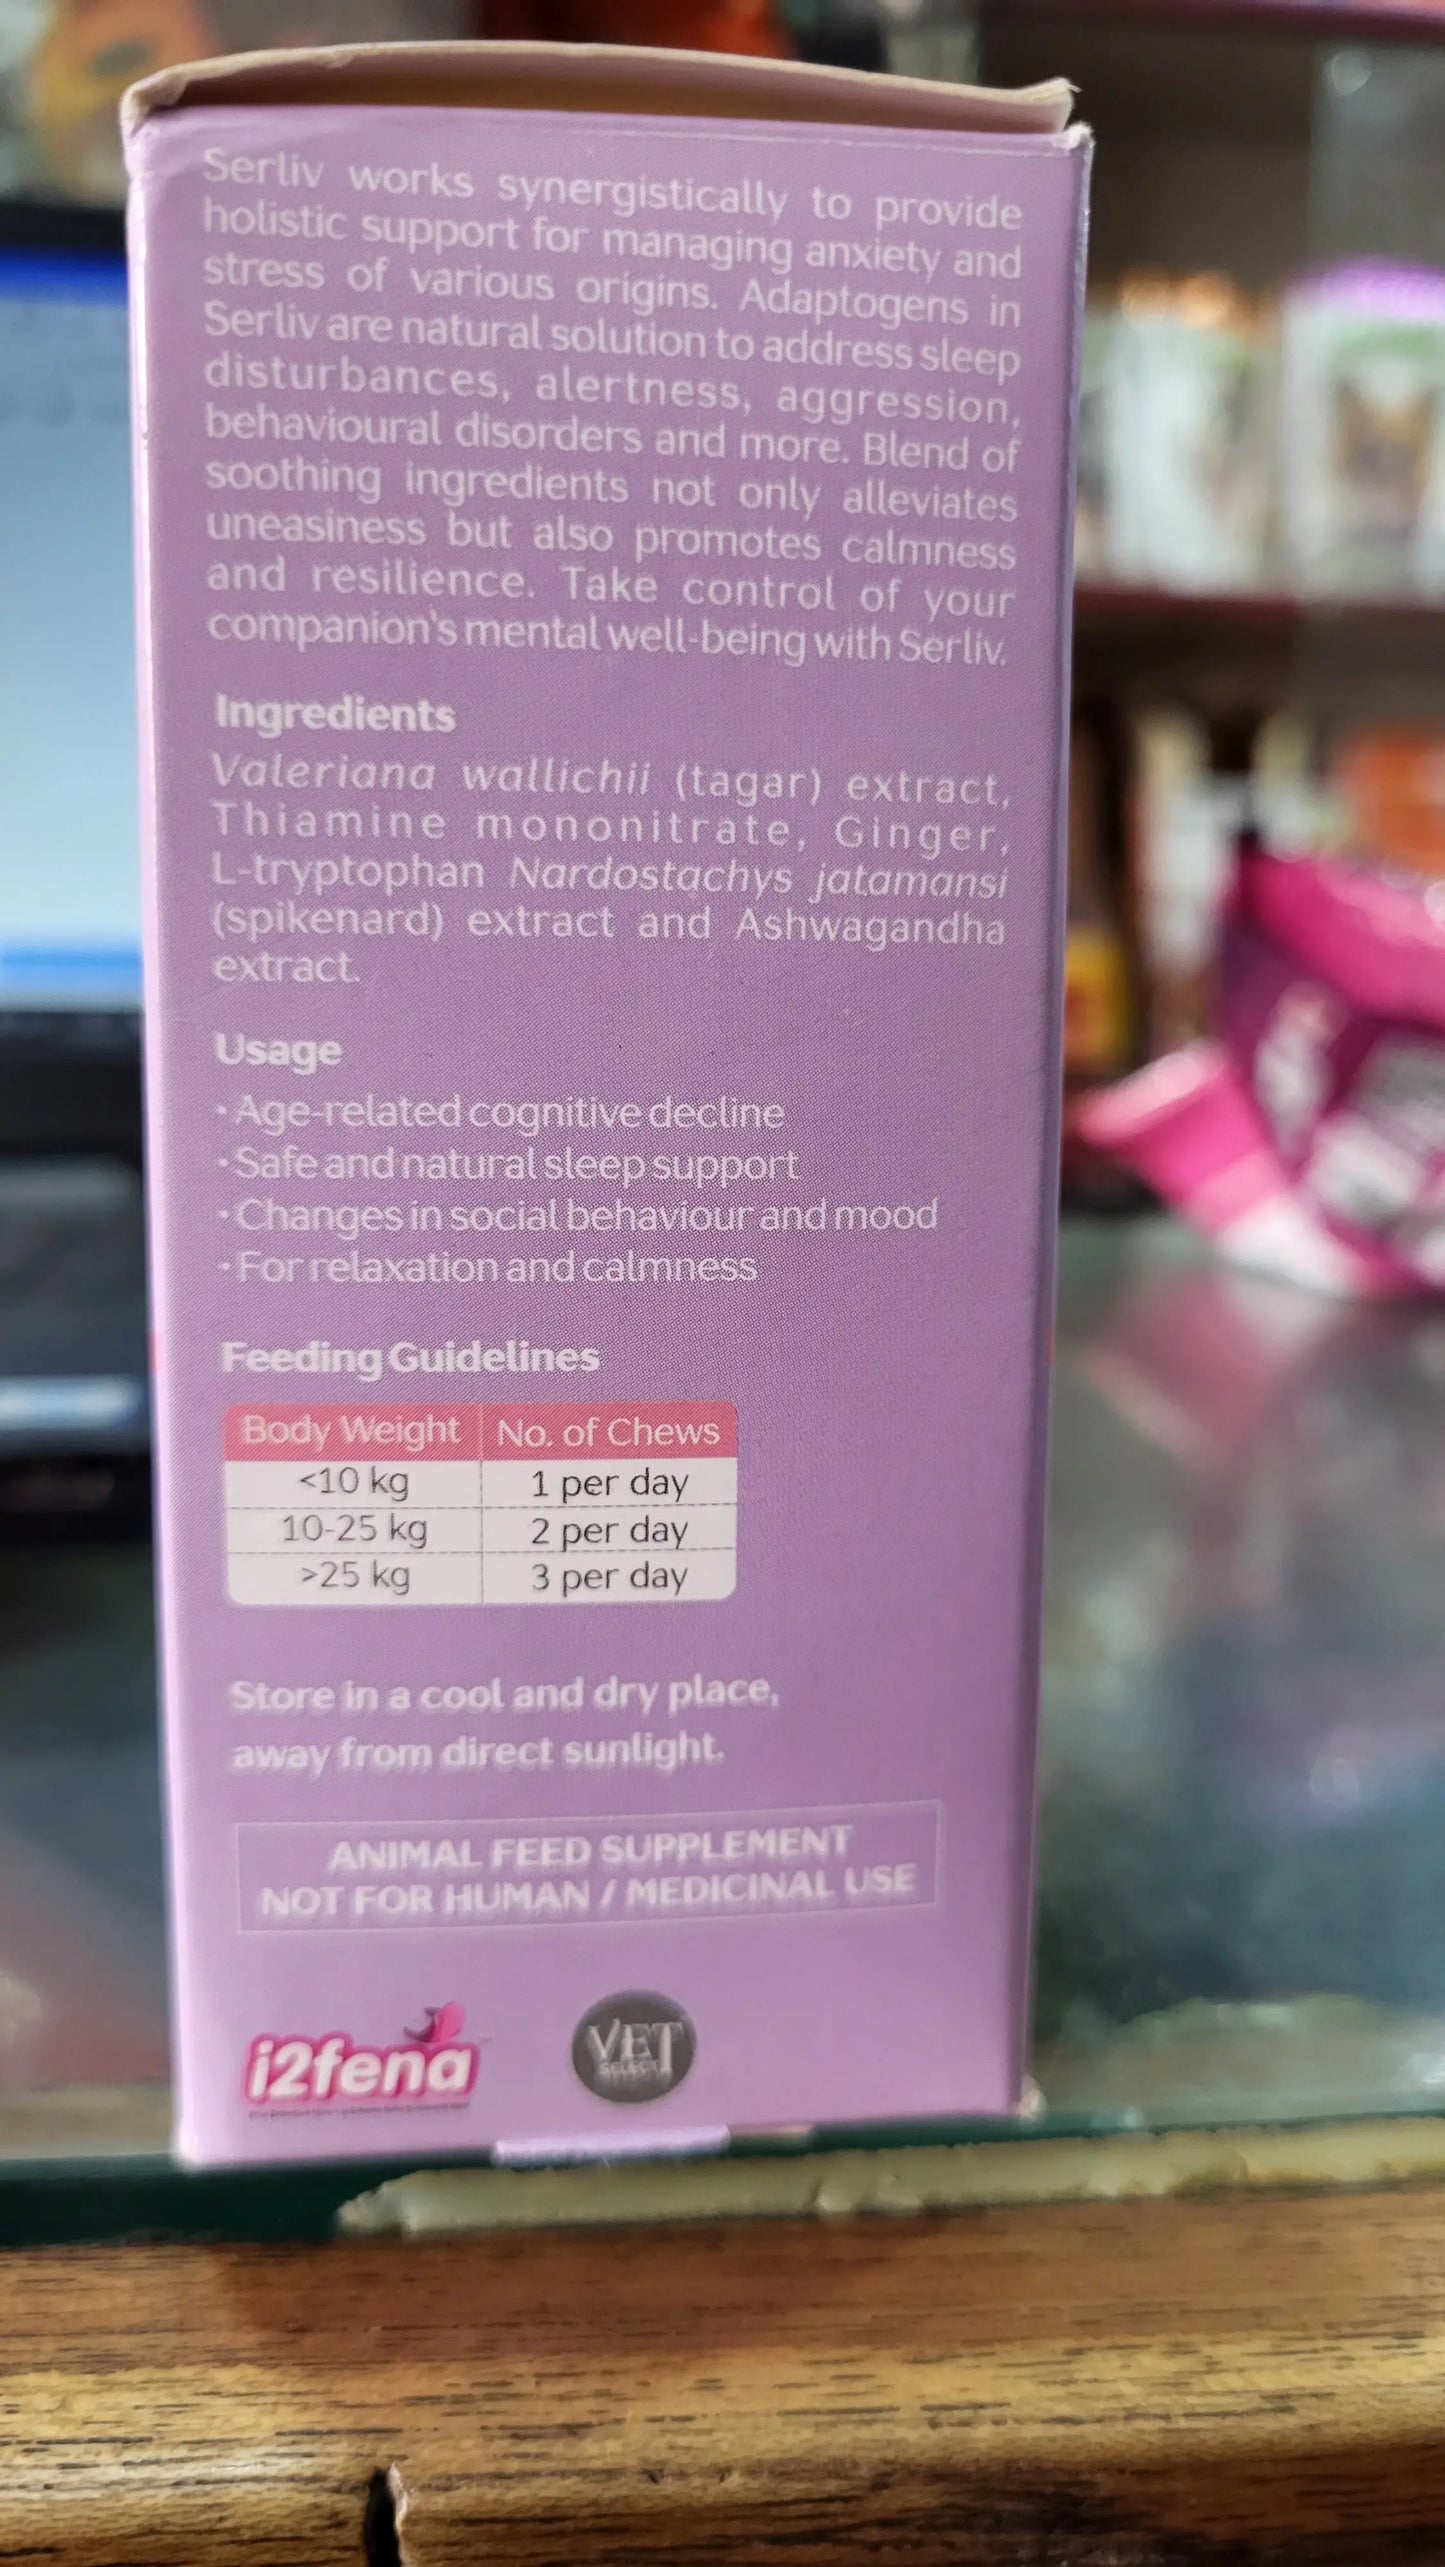 Serliv works synergistically to provide
holistic support for managing anxiety and
stress of various origins. Adaptogens in
Serliv are natural solution to address sleep
disturbances, alertness, aggression,
behavioural disorders and more. Blend of
soothing ingredients not only alleviates
uneasiness but also promotes calmness
and resilience. Take control of your
companion's mental well-being with Serliv.
Ingredients
Valeriana wallichii (tagar) extract,
Thiamine mononitrate, Ginger,
L-tryptophan Nardostachys jatamansi
(spikenard) extract and Ashwagandha
extract.
Usage
• Age-related cognitive decline
• Safe and natural sleep support
• Changes in social behaviour and mood
• For relaxation and calmness
Feeding Guidelines
Body Weight No. of Chews
<10 kg 1 per day
10-25 kg 2 per day
>25 kg 3 per day
Store in a cool and dry place,
away from direct sunlight.
ANIMAL FEED SUPPLEMENT
NOT FOR HUMAN / MEDICINAL USE
i2fena
VET
SELECT